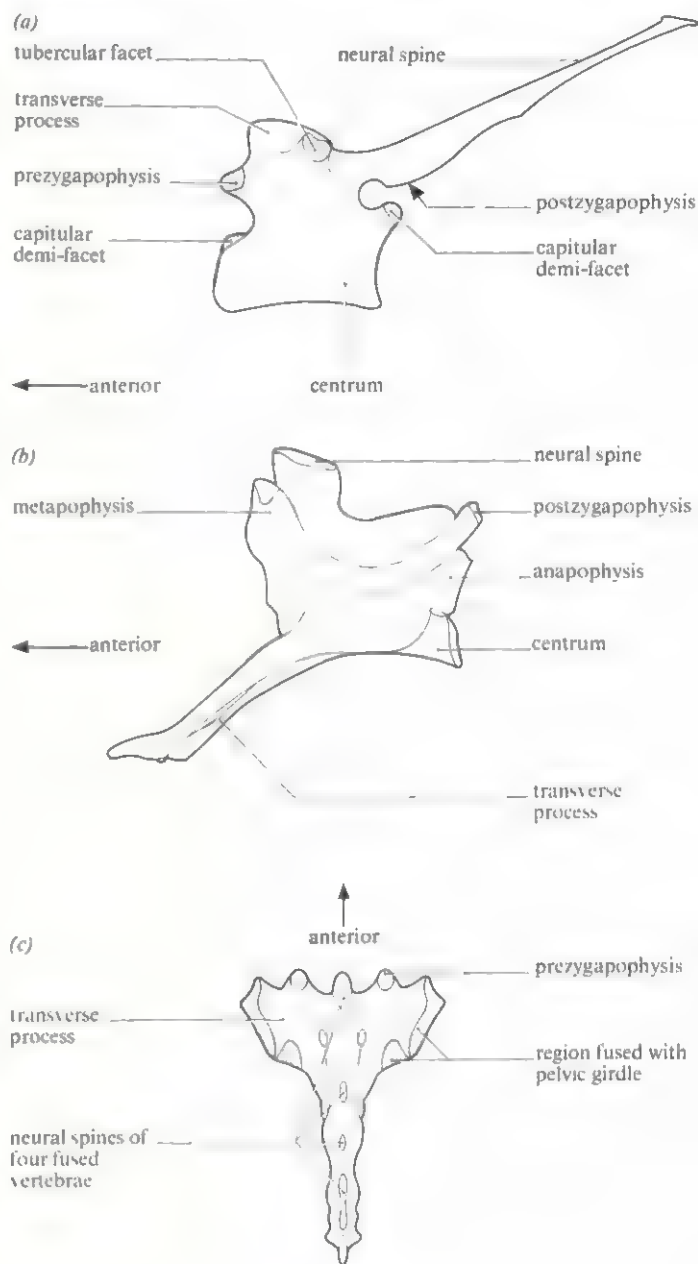 (a)
tubercular facet
neural spine
transverse
process
prezygapophysis
postzygapophysis
capitular
demi-facet
capitular
demi-facet
anterior
centrum
(b)
neural spine
metapophysis
postzygapophysis
anapophysis
anterior
centrum
transverse
process
anterior
(c)
prezygapophysis
transverse
process
region fused with
pelvic girdle
neural spines of
four fused
vertebrae